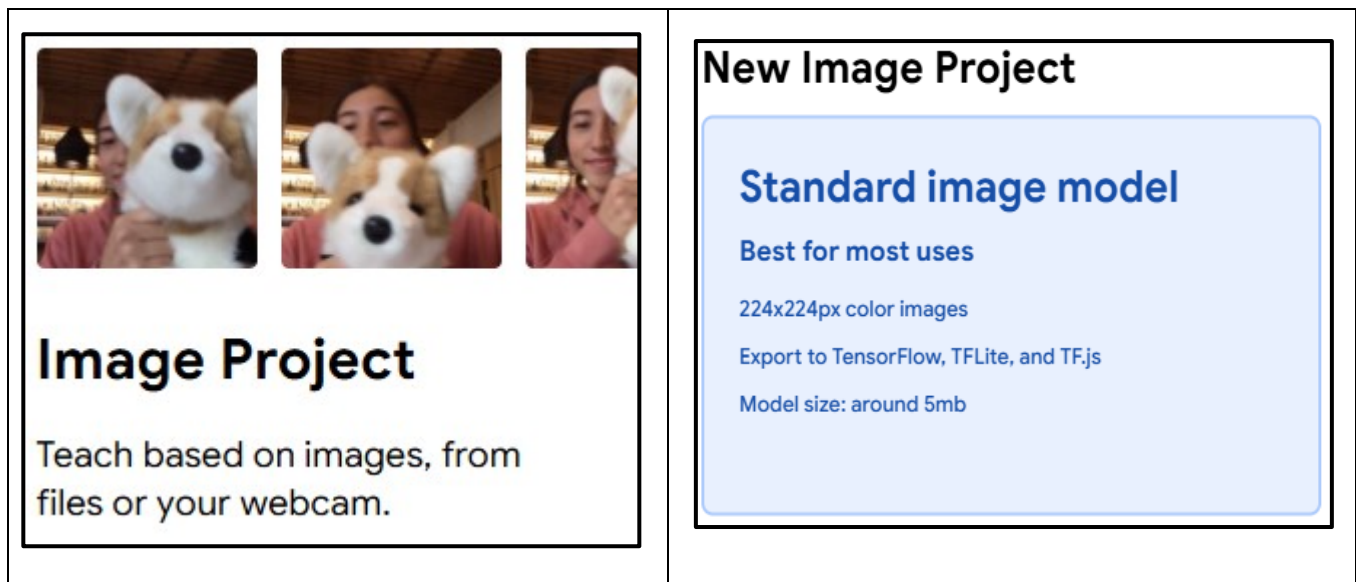 Image Project
Teach based on images, from
files or your webcam.
New Image Project
Standard image model
Best for most uses
224x224px color images
Export to TensorFlow, TFLite, and TF.js
Model size: around 5mb